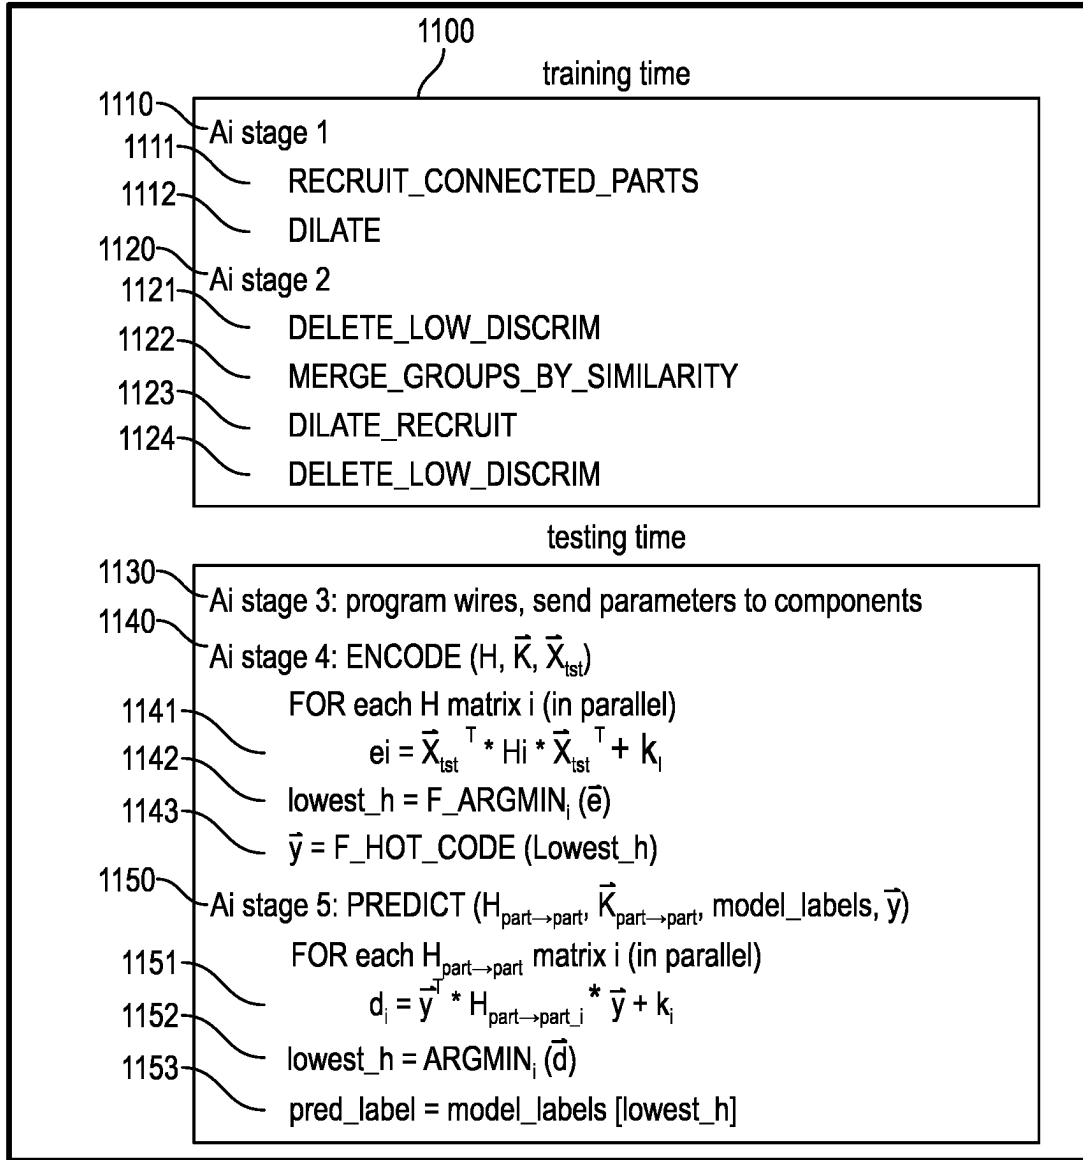 1100
training time
1110
Ai stage 1
1111
RECRUIT_CONNECTED_PARTS
1112
DILATE
1120
Ai stage 2
1121
DELETE_LOW_DISCRIM
1122
MERGE_GROUPS_BY_SIMILARITY
1123
DILATE_RECRUIT
1124
DELETE_LOW_DISCRIM
testing time
1130
Ai stage 3: program wires, send parameters to components
1140
Ai stage 4: ENCODE (H, K⃗, X⃗tst)
FOR each H matrix i (in parallel)
1141
ei = X⃗tst ᵀ * Hi * X⃗tst ᵀ + kl
1142
lowest_h = F_ARGMINᵢ (e⃗)
1143
y⃗ = F_HOT_CODE (Lowest_h)
1150
Ai stage 5: PREDICT (Hpart→part, K⃗part→part, model_labels, y⃗)
FOR each Hpart→part matrix i (in parallel)
1151
dᵢ = y⃗ᵀ * Hpart→part_i * y⃗ + kᵢ
1152
lowest_h = ARGMINᵢ (d⃗)
1153
pred_label = model_labels [lowest_h]